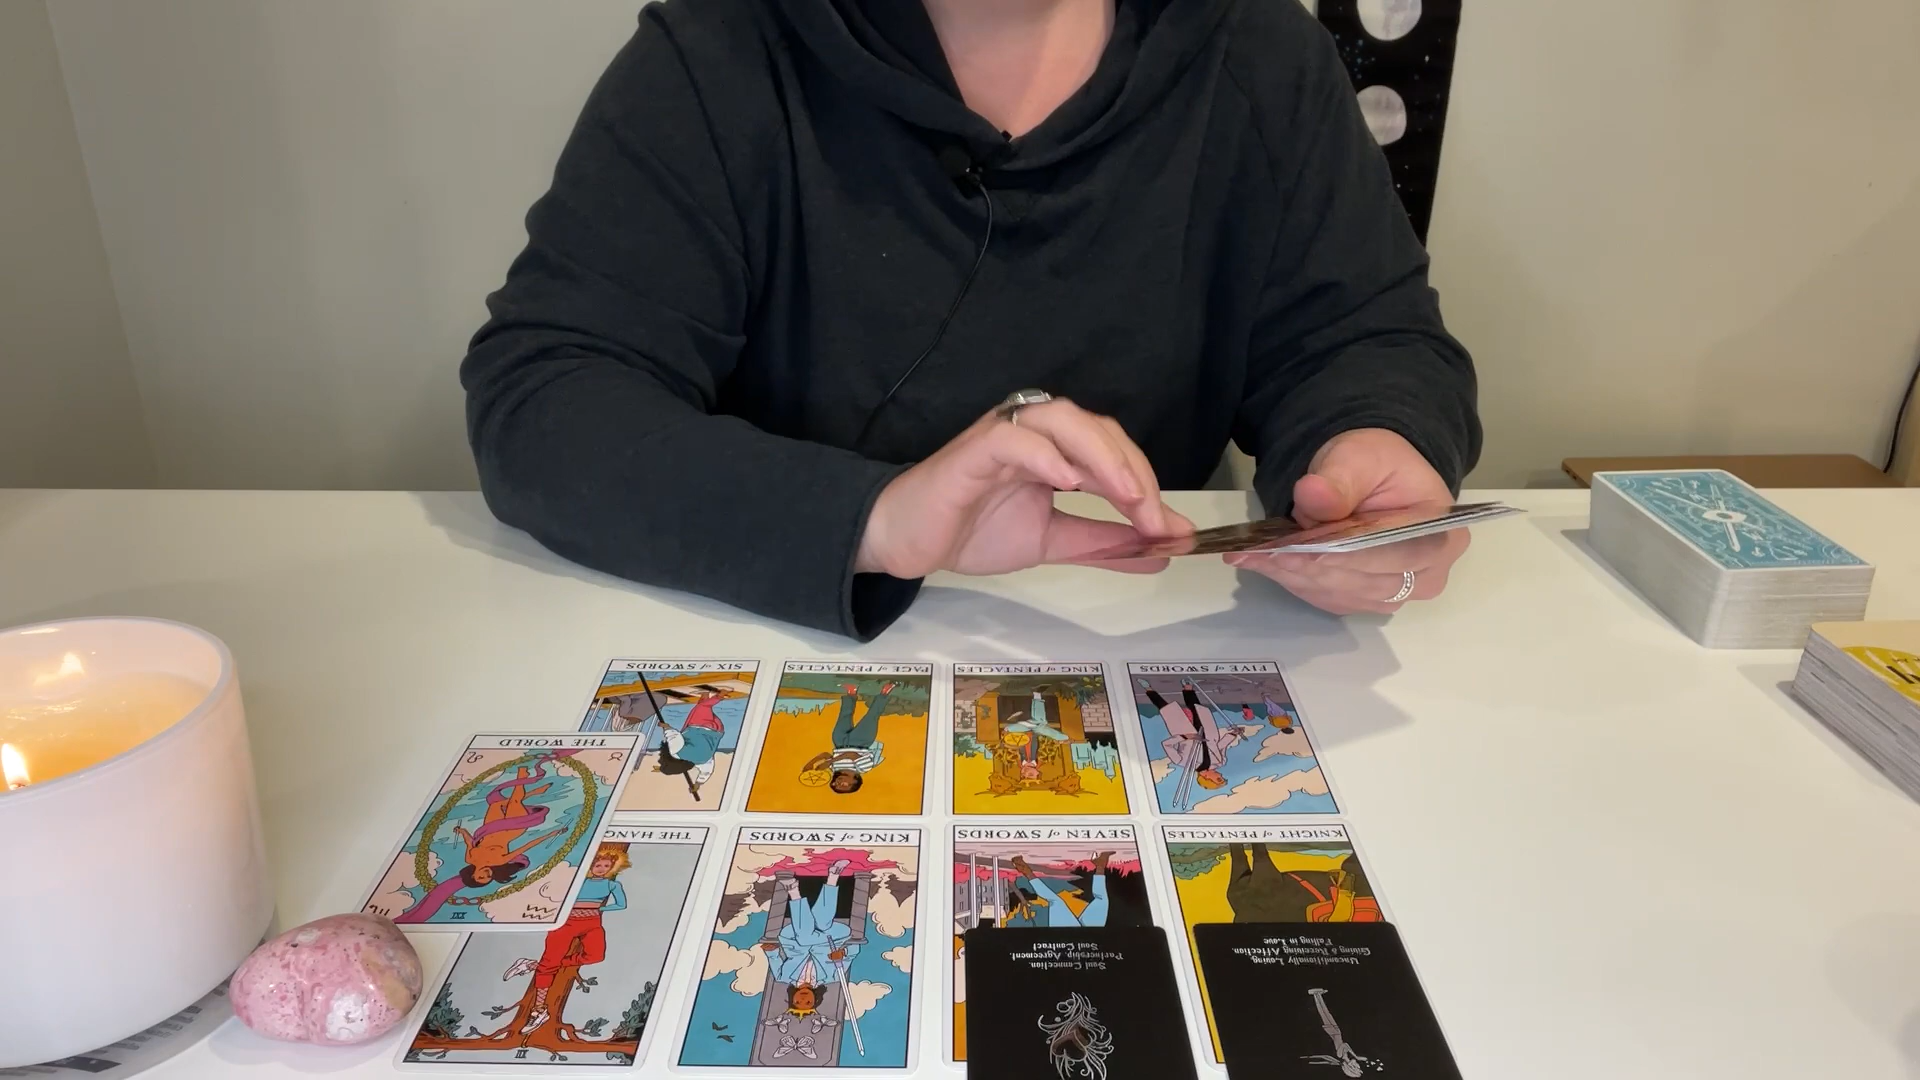 SIX of SWORDS
PAGE of PENTACLES
KING of PENTACLES
FIVE of SWORDS
THE WORLD
XXI
THE HANG
KING of SWORDS
SEVEN of SWORDS
KNIGHT of PENTACLES
XII
Soul Connection.
Partnership. Agreement.
Soul Contract
Unconditionally Loving.
Giving & Receiving Affection.
Falling in Love